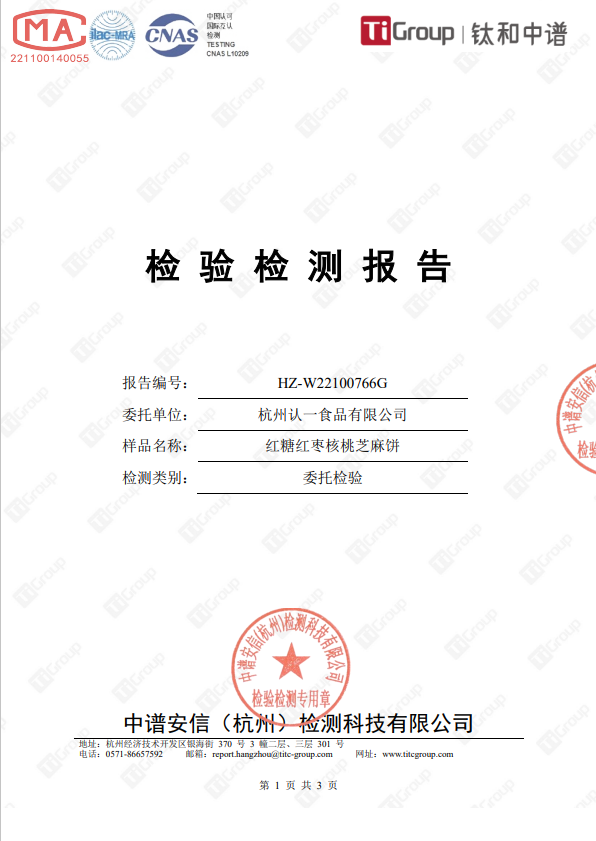 MA
221100140055
ilac-MRA
CNAS
中国认可
国际互认
检测
TESTING
CNAS L10209
TiGroup | 钛和中谱
检验检测报告
报告编号： HZ-W22100766G
委托单位： 杭州认一食品有限公司
样品名称： 红糖红枣核桃芝麻饼
检测类别： 委托检验
中谱安信(杭州)检测科技有限公司
检验检测专用章
中谱安信（杭州）检测科技有限公司
地址：杭州经济技术开发区银海街 370 号 3 幢二层、三层 301 号
电话：0571-86657592 邮箱：report.hangzhou@titc-group.com 网址：www.titcgroup.com
第 1 页 共 3 页